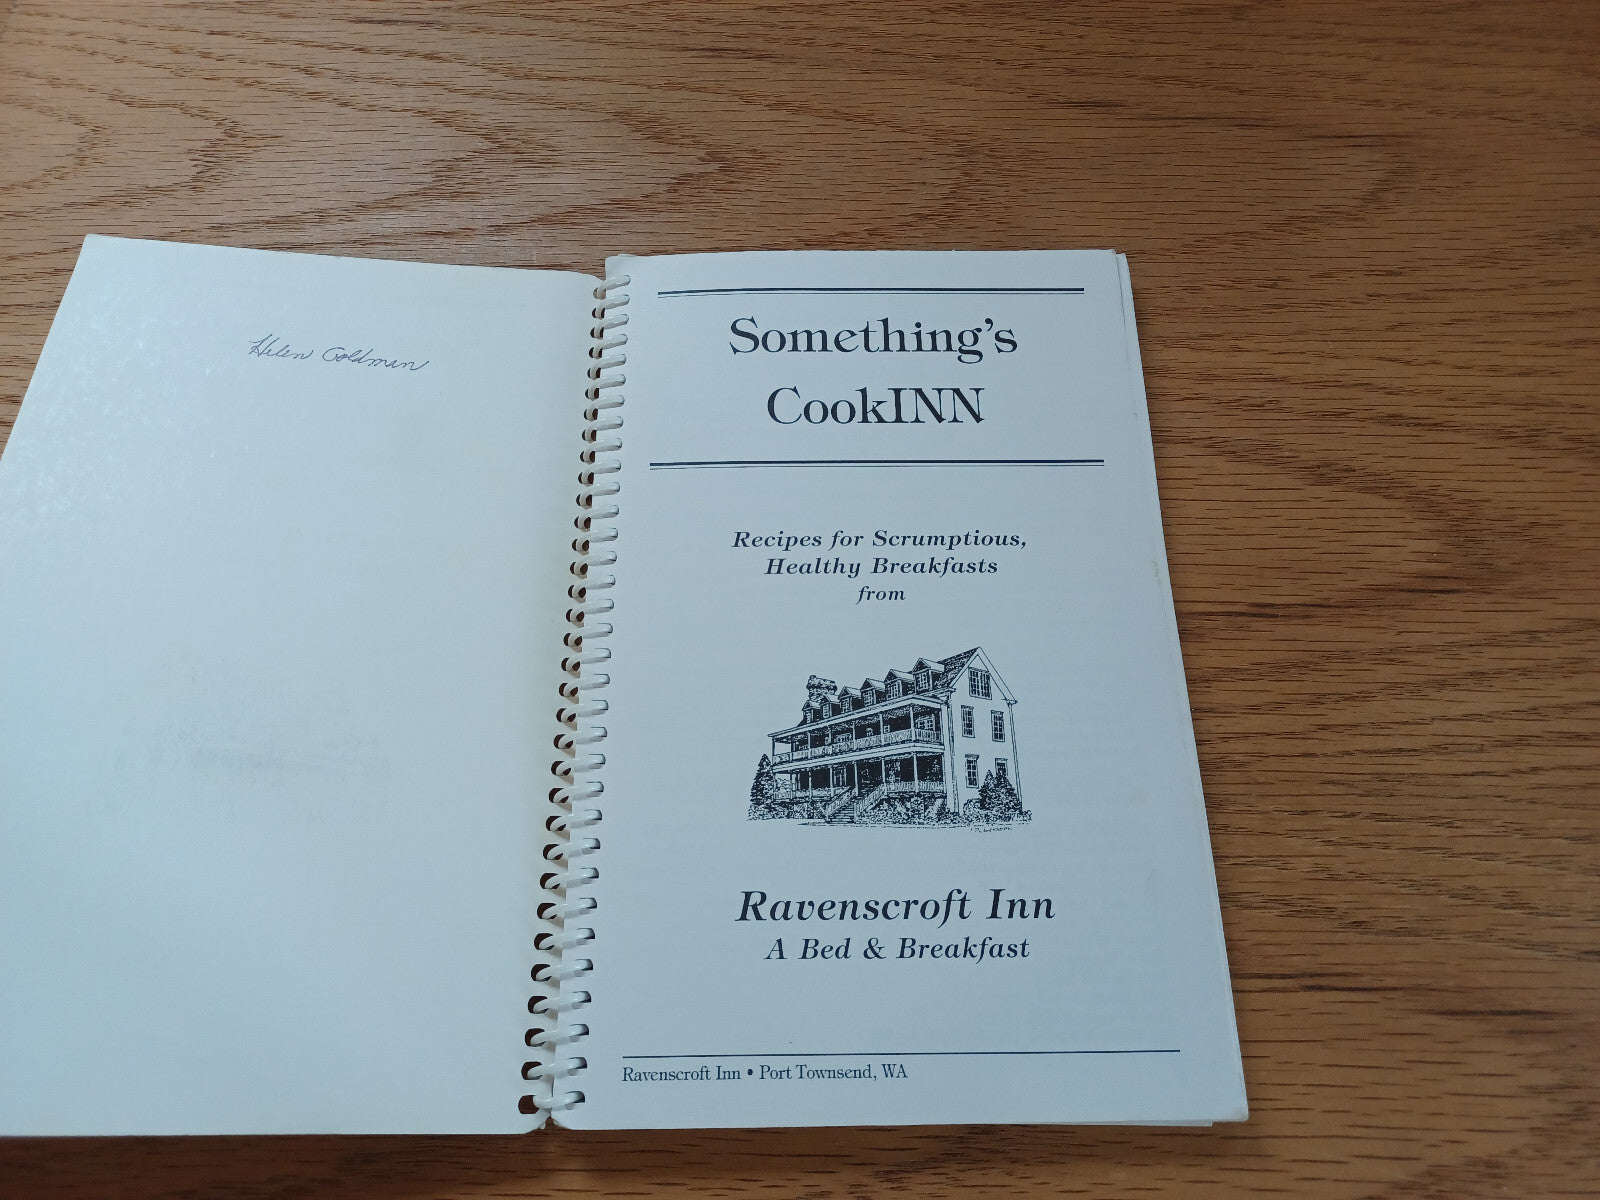 Helen Goldman
Something's
CookINN
Recipes for Scrumptious,
Healthy Breakfasts
from
Ravenscroft Inn
A Bed & Breakfast
Ravenscroft Inn • Port Townsend, WA